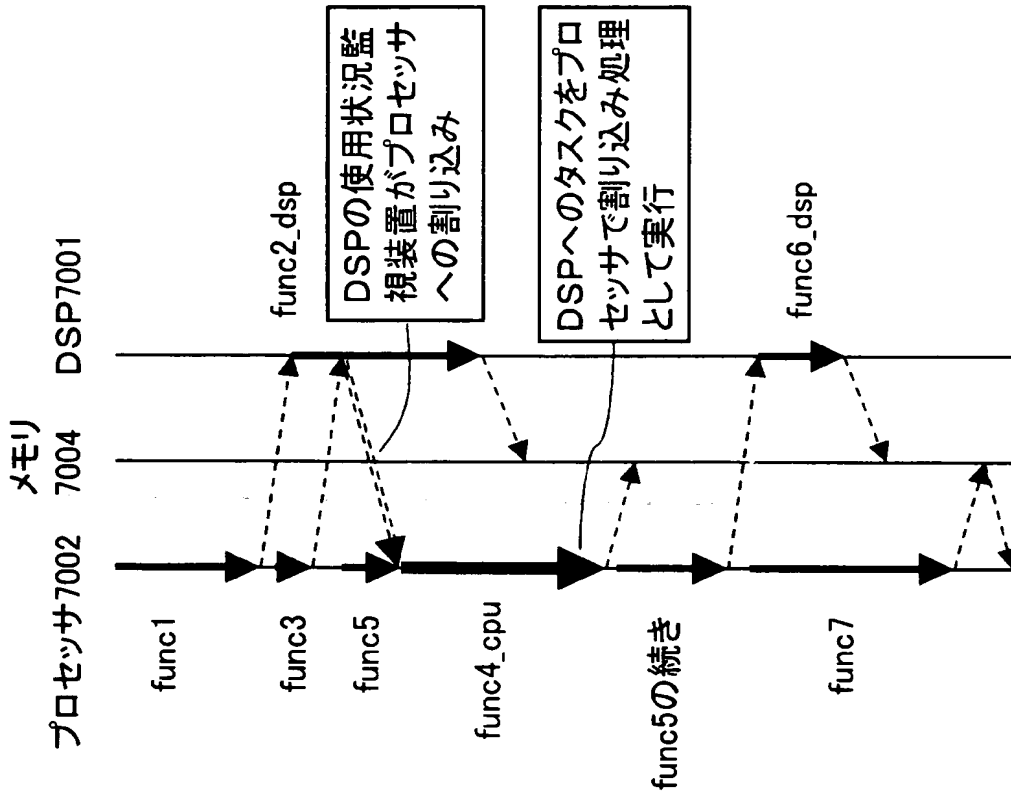 メモリ
プロセッサ7002 7004 DSP7001
func1
func2_dsp
func3
DSPの使用状況監
視装置がプロセッサ
への割り込み
func5
func4_cpu
DSPへのタスクをプロ
セッサで割り込み処理
として実行
func5の続き
func6_dsp
func7